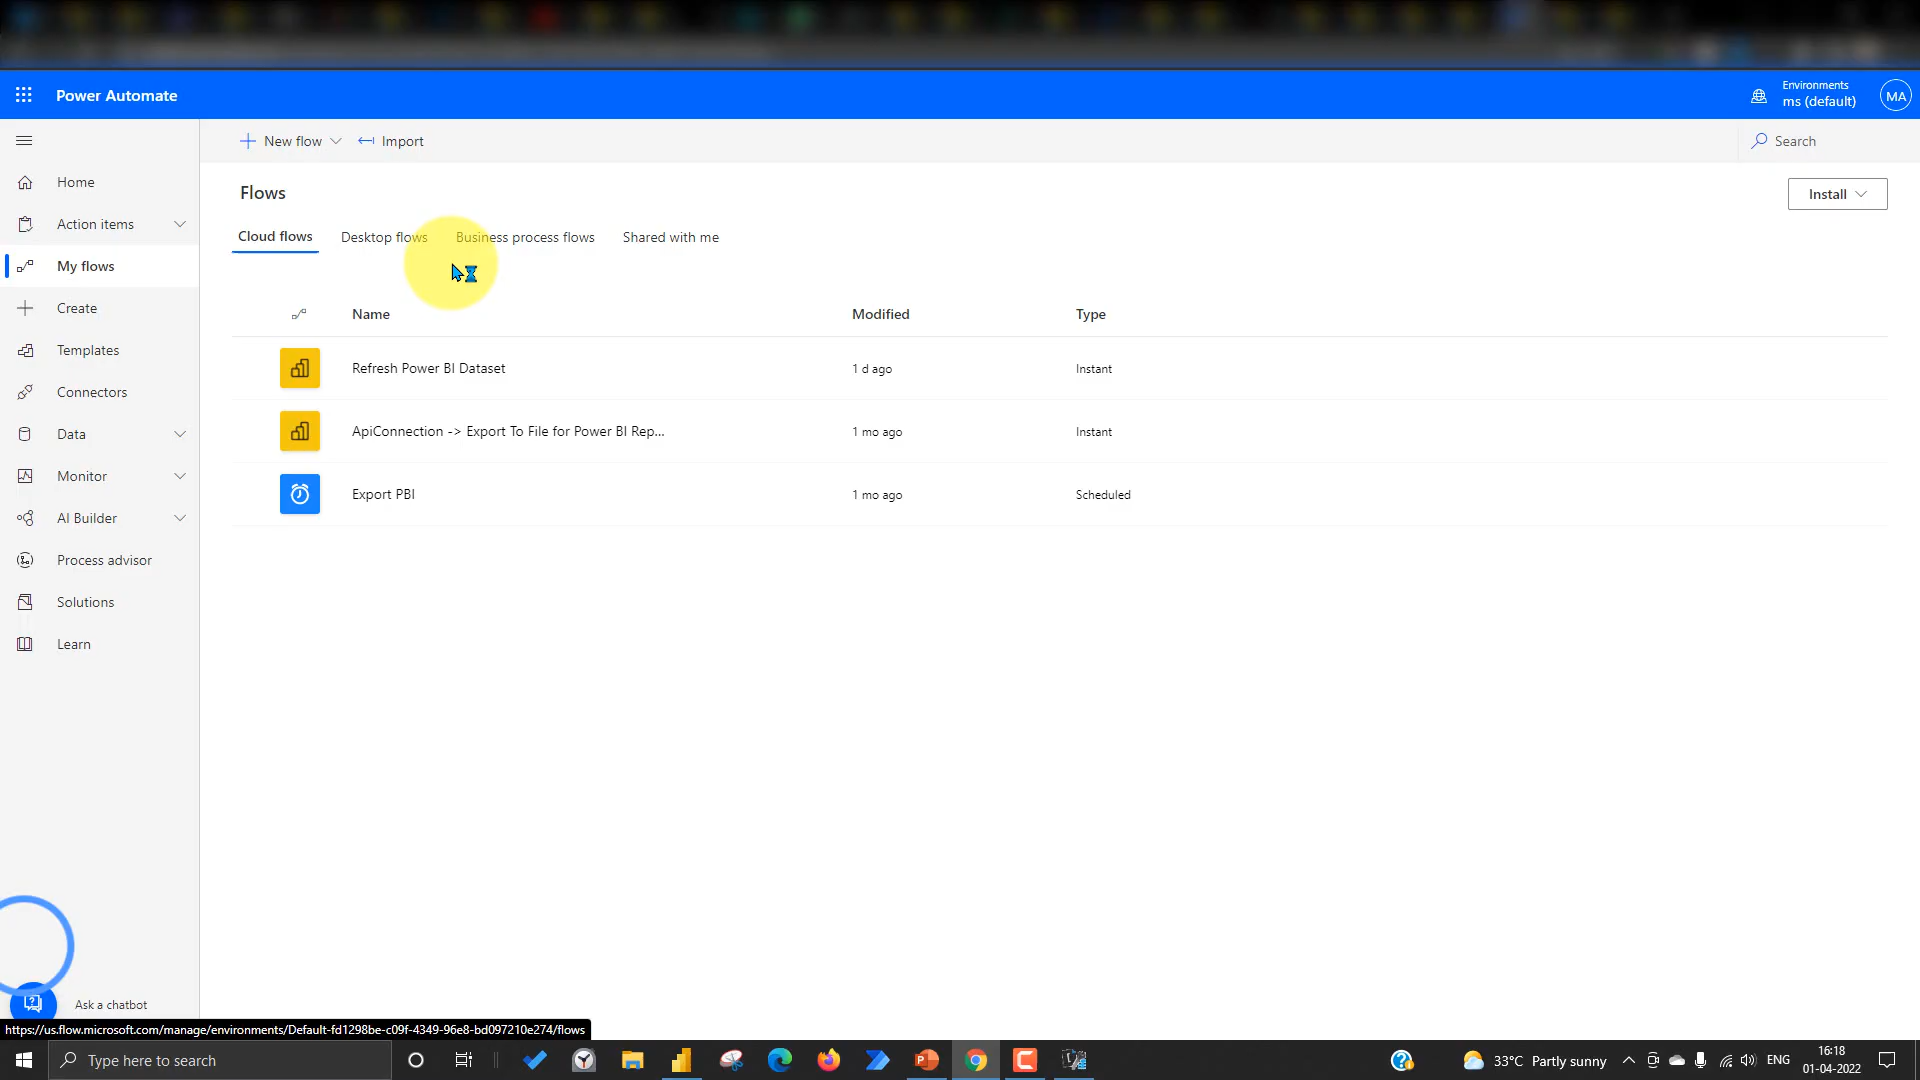 Power Automate
Environments
ms (default)
MA
New flow
Import
Search
Home
Action items
My flows
Create
Templates
Connectors
Data
Monitor
AI Builder
Process advisor
Solutions
Learn
Ask a chatbot
Flows
Install
Cloud flows Desktop flows Business process flows Shared with me
Name Modified Type
Refresh Power BI Dataset 1 d ago Instant
ApiConnection -> Export To File for Power BI Rep... 1 mo ago Instant
Export PBI 1 mo ago Scheduled
https://us.flow.microsoft.com/manage/environments/Default-fd1298be-c09f-4349-96e8-bd097210e274/flows
Type here to search
33°C Partly sunny
ENG
16:18
01-04-2022